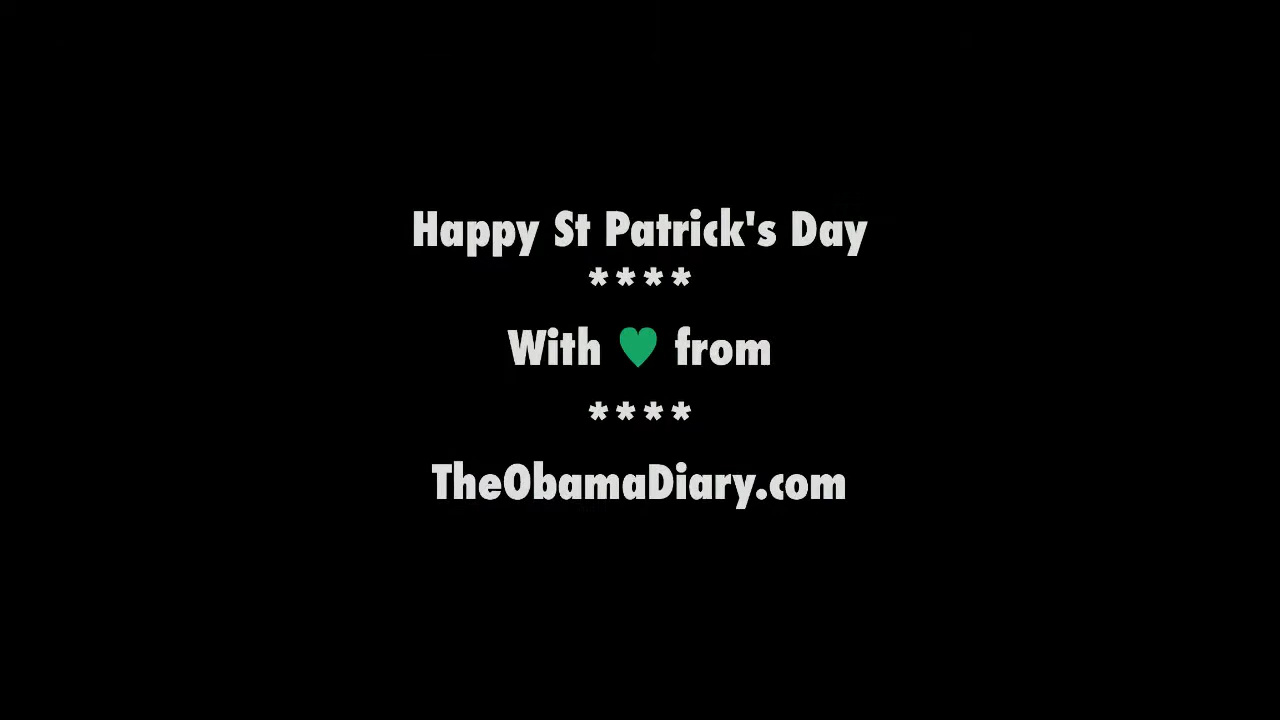 Happy St Patrick's Day
****
With ♥ from
****
TheObamaDiary.com